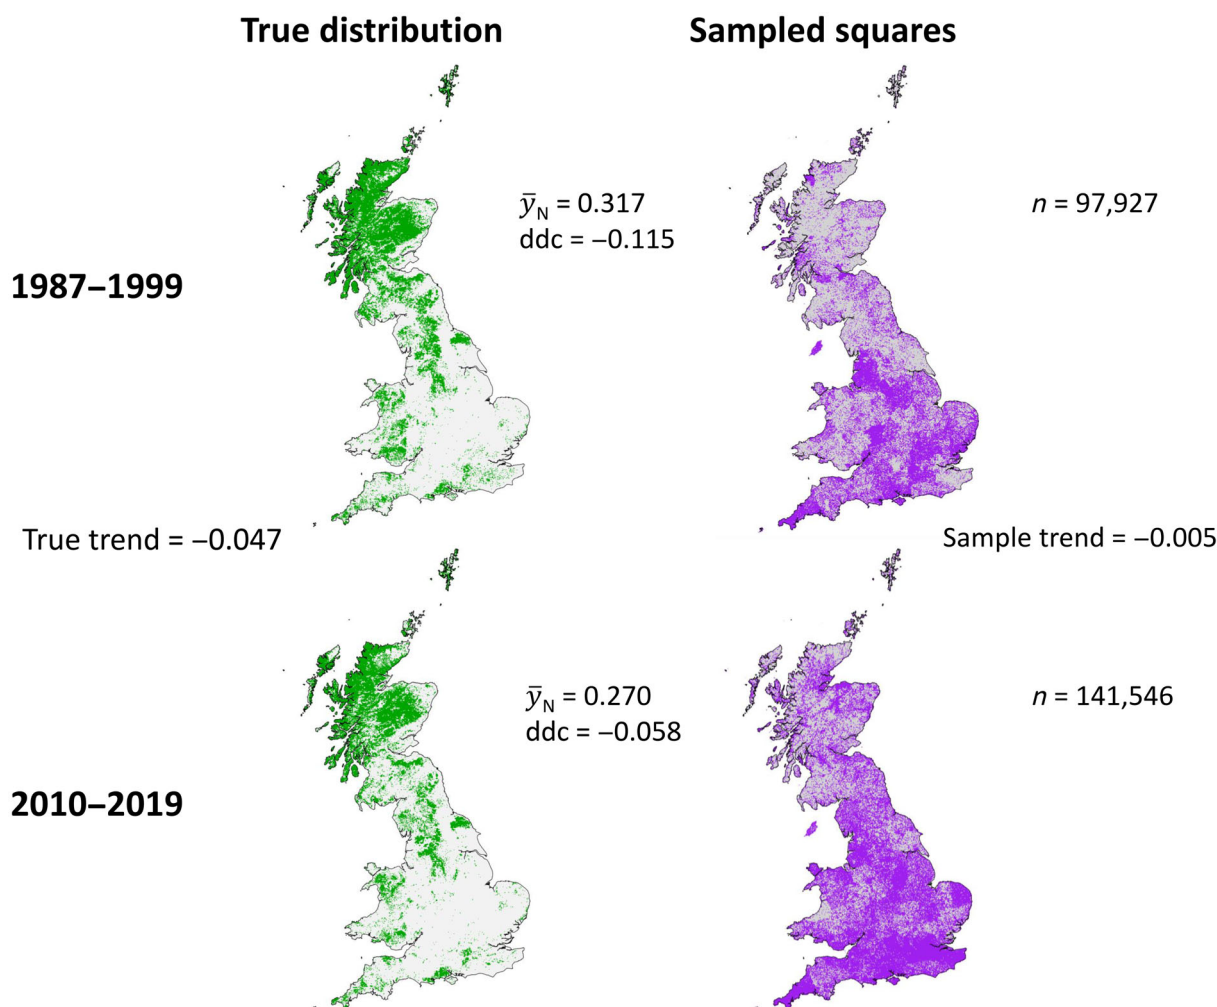 True distribution
Sampled squares
ȳN = 0.317
ddc = −0.115
n = 97,927
1987–1999
True trend = −0.047
Sample trend = −0.005
ȳN = 0.270
ddc = −0.058
n = 141,546
2010–2019